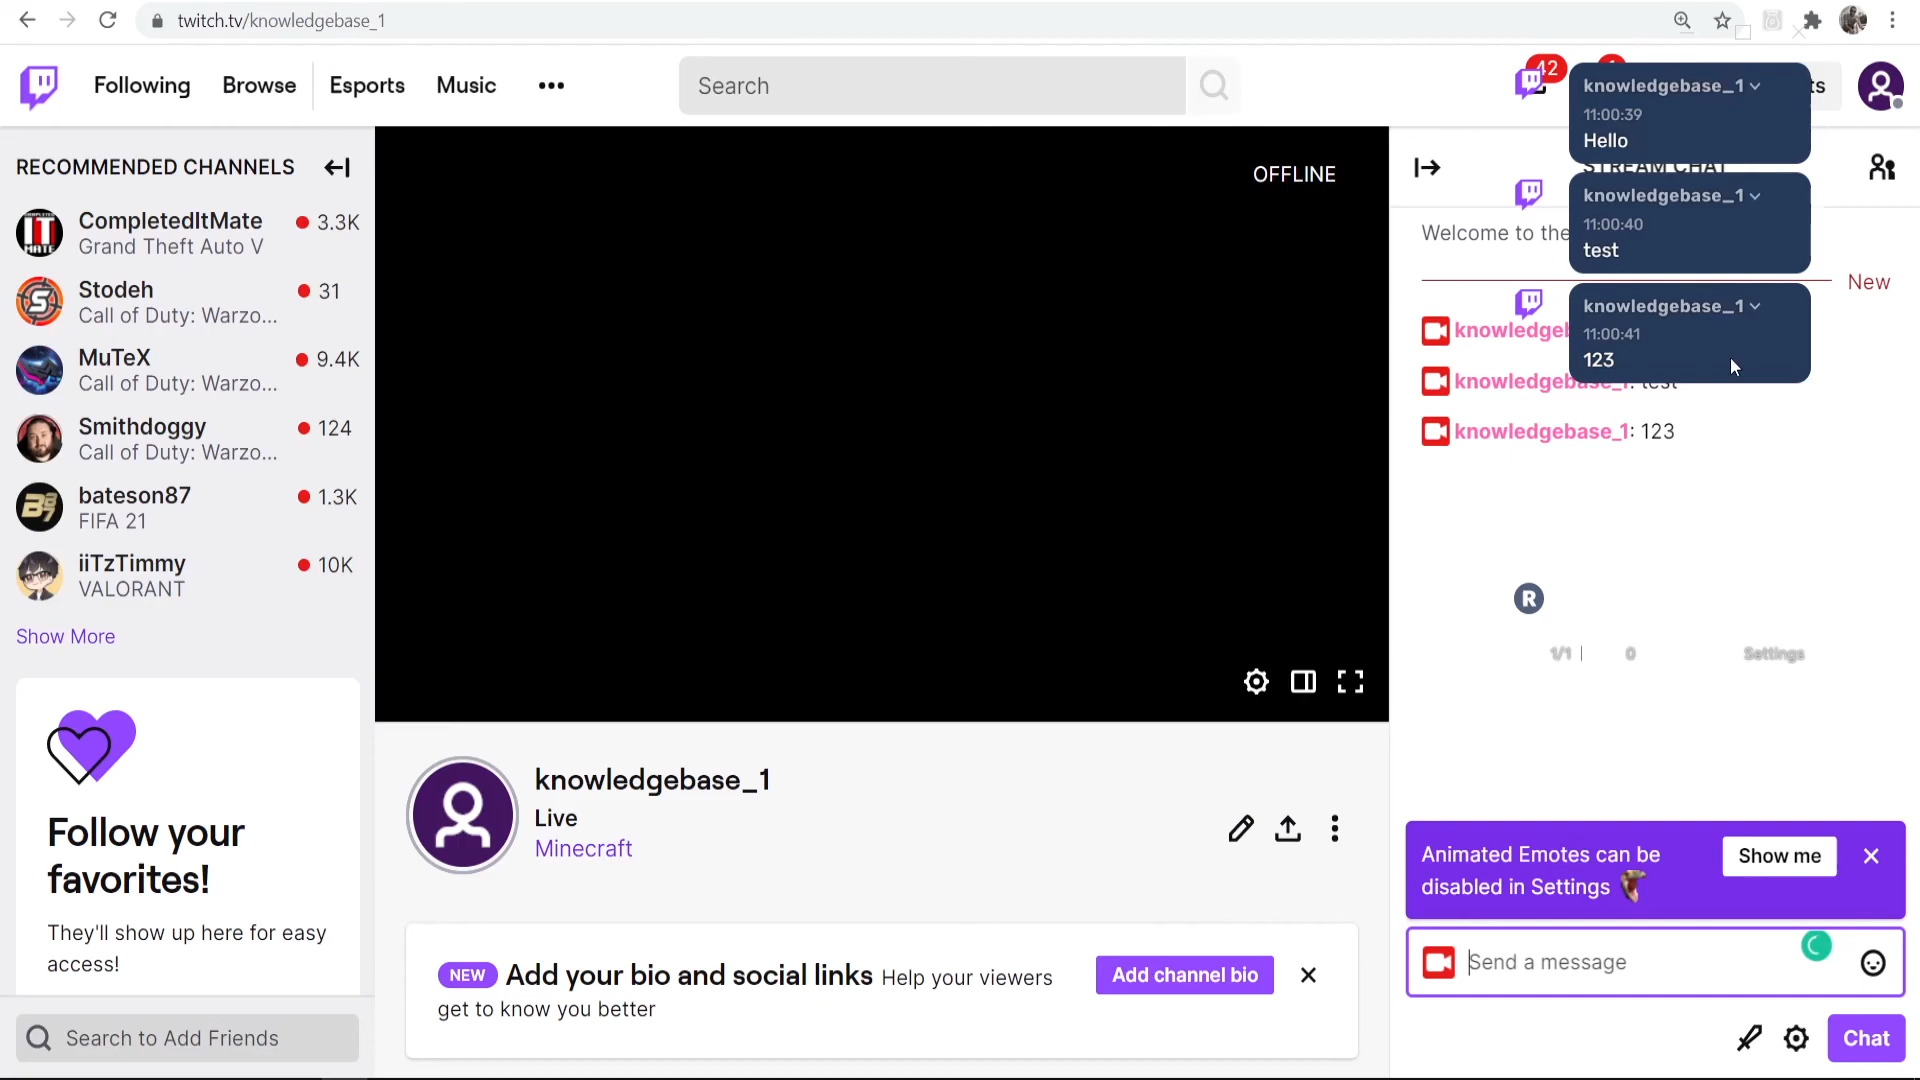 twitch.tv/knowledgebase_1
Following
Browse
Esports
Music
Search
42
ts
RECOMMENDED CHANNELS
CompletedItMate
3.3K
Grand Theft Auto V
Stodeh
31
Call of Duty: Warzo...
MuTeX
9.4K
Call of Duty: Warzo...
Smithdoggy
124
Call of Duty: Warzo...
bateson87
1.3K
FIFA 21
iiTzTimmy
10K
VALORANT
Show More
Follow your
favorites!
They'll show up here for easy
access!
Search to Add Friends
OFFLINE
knowledgebase_1
Live
Minecraft
NEW Add your bio and social links Help your viewers
get to know you better
Add channel bio
knowledgebase_1
11:00:39
Hello
STREAM CHAT
knowledgebase_1
11:00:40
test
Welcome to the
New
knowledgebase_1
11:00:41
123
knowledgeb
knowledgebase_1: test
knowledgebase_1: 123
R
1/1 | 0 Settings
Animated Emotes can be
disabled in Settings
Show me
Send a message
Chat